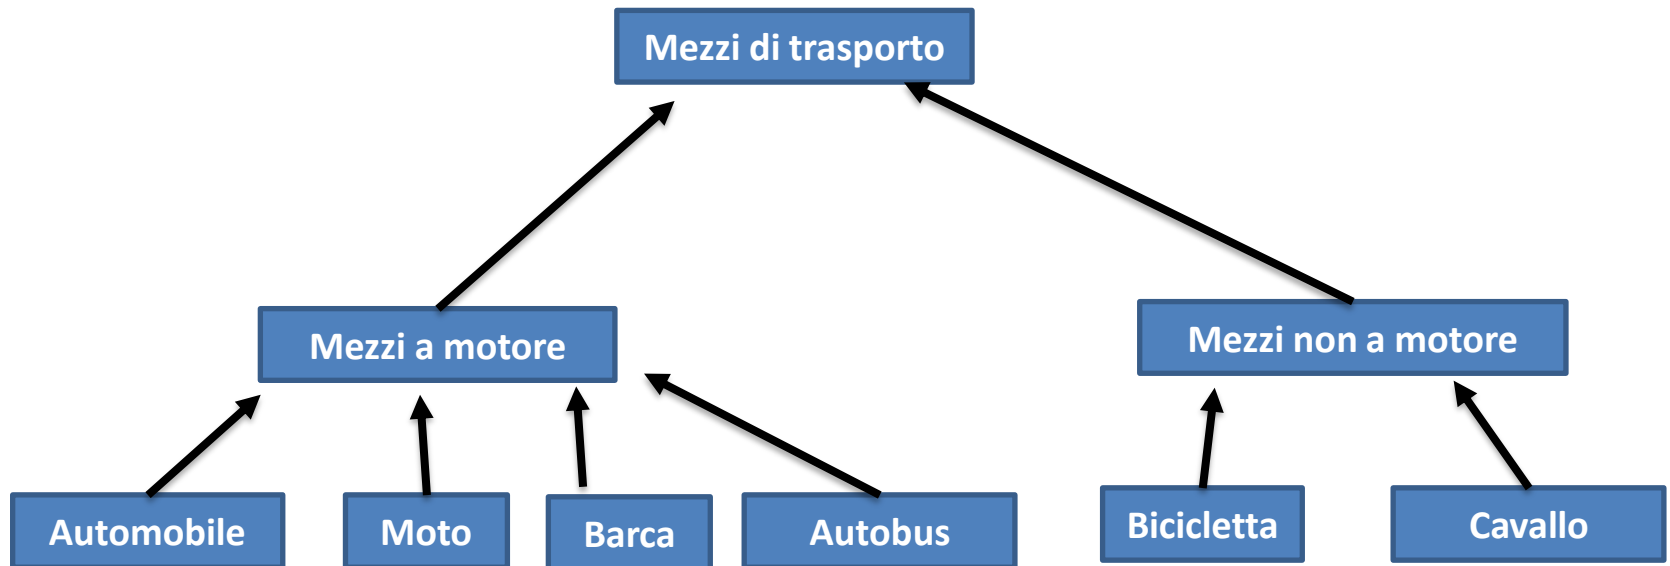 Mezzi di trasporto
Mezzi a motore
Mezzi non a motore
Automobile
Moto
Barca
Autobus
Bicicletta
Cavallo